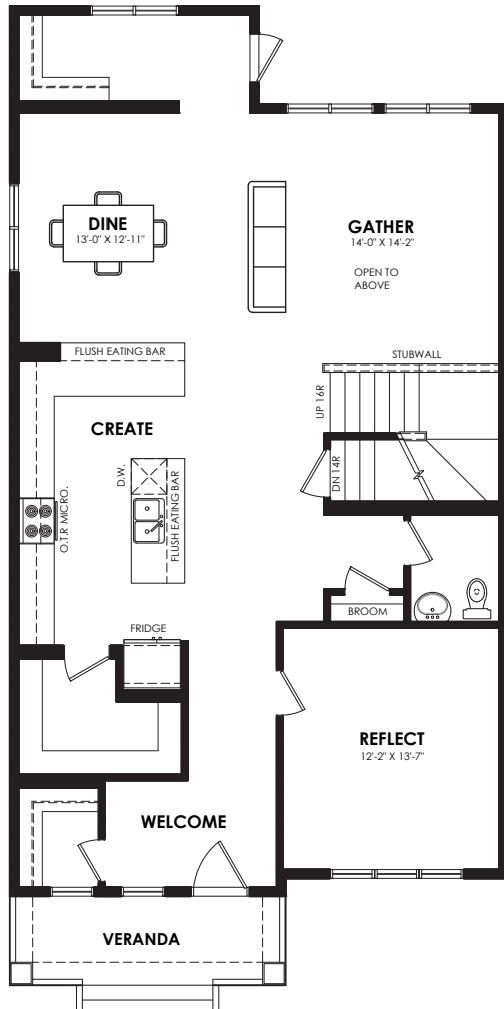 DINE
13'-0" X 12'-11"
GATHER
14'-0" X 14'-2"
OPEN TO
ABOVE
FLUSH EATING BAR
STUBWALL
UP 16R
CREATE
D.W.
FLUSH EATING BAR
DN 14R
O.T.R MICRO.
BROOM
FRIDGE
REFLECT
12'-2" X 13'-7"
WELCOME
VERANDA